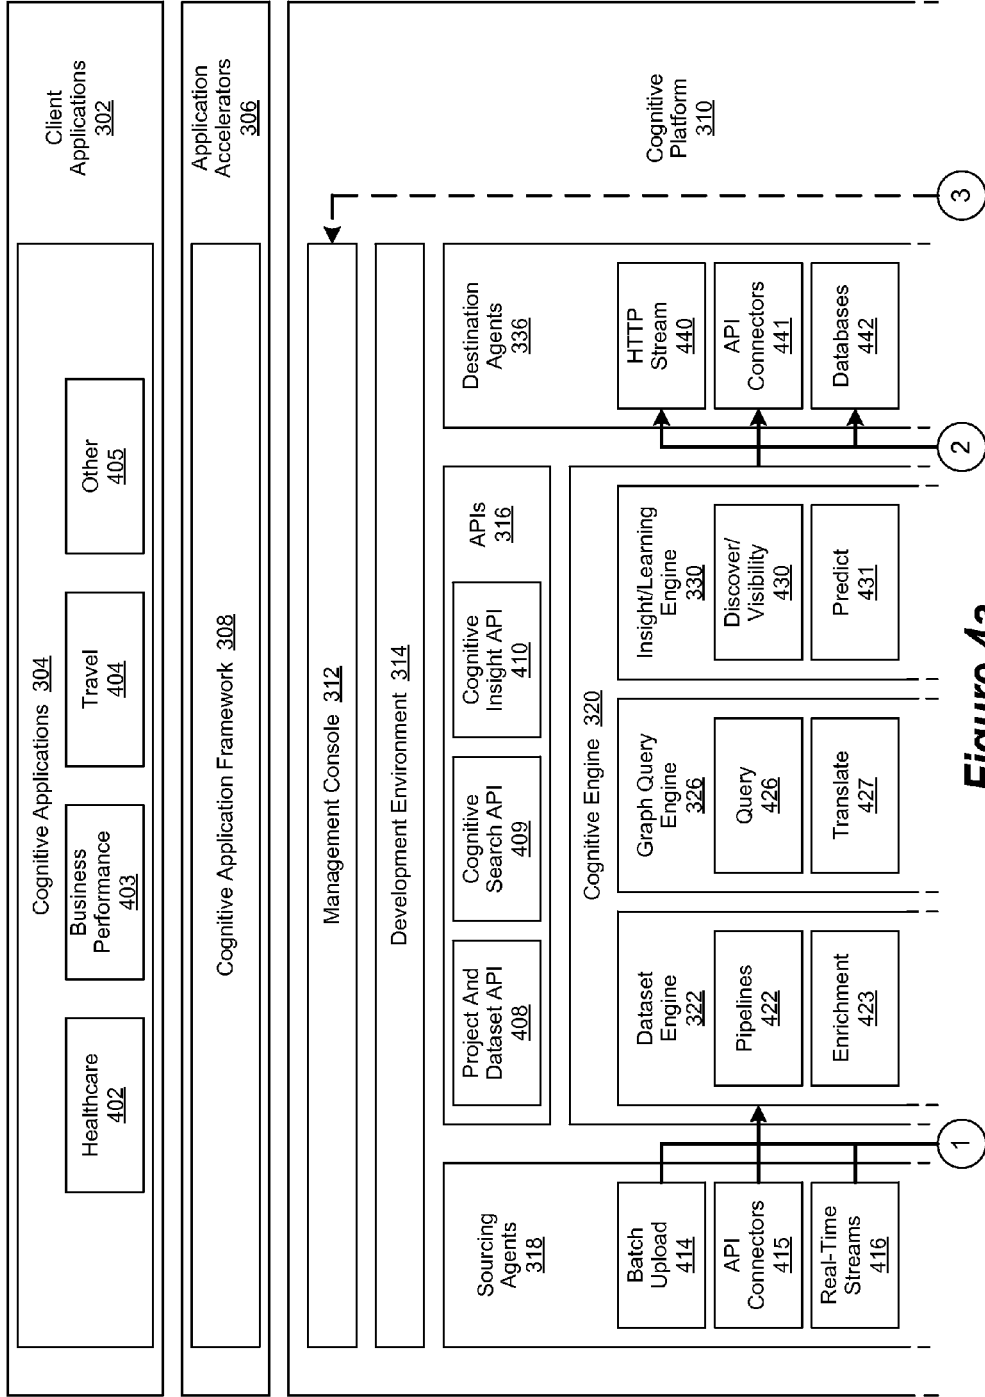 Client
Applications
302
Cognitive Applications 304
Healthcare
402
Business
Performance
403
Travel
404
Other
405
Application
Accelerators
306
Cognitive Application Framework 308
Cognitive
Platform
310
Management Console 312
Development Environment 314
Sourcing
Agents
318
Batch
Upload
414
API
Connectors
415
Real-Time
Streams
416
APIs
316
Project And
Dataset API
408
Cognitive
Search API
409
Cognitive
Insight API
410
Cognitive Engine 320
Dataset
Engine
322
Pipelines
422
Enrichment
423
Graph Query
Engine
326
Query
426
Translate
427
Insight/Learning
Engine
330
Discover/
Visibility
430
Predict
431
Destination
Agents
336
HTTP
Stream
440
API
Connectors
441
Databases
442
1
2
3
Figure 4a